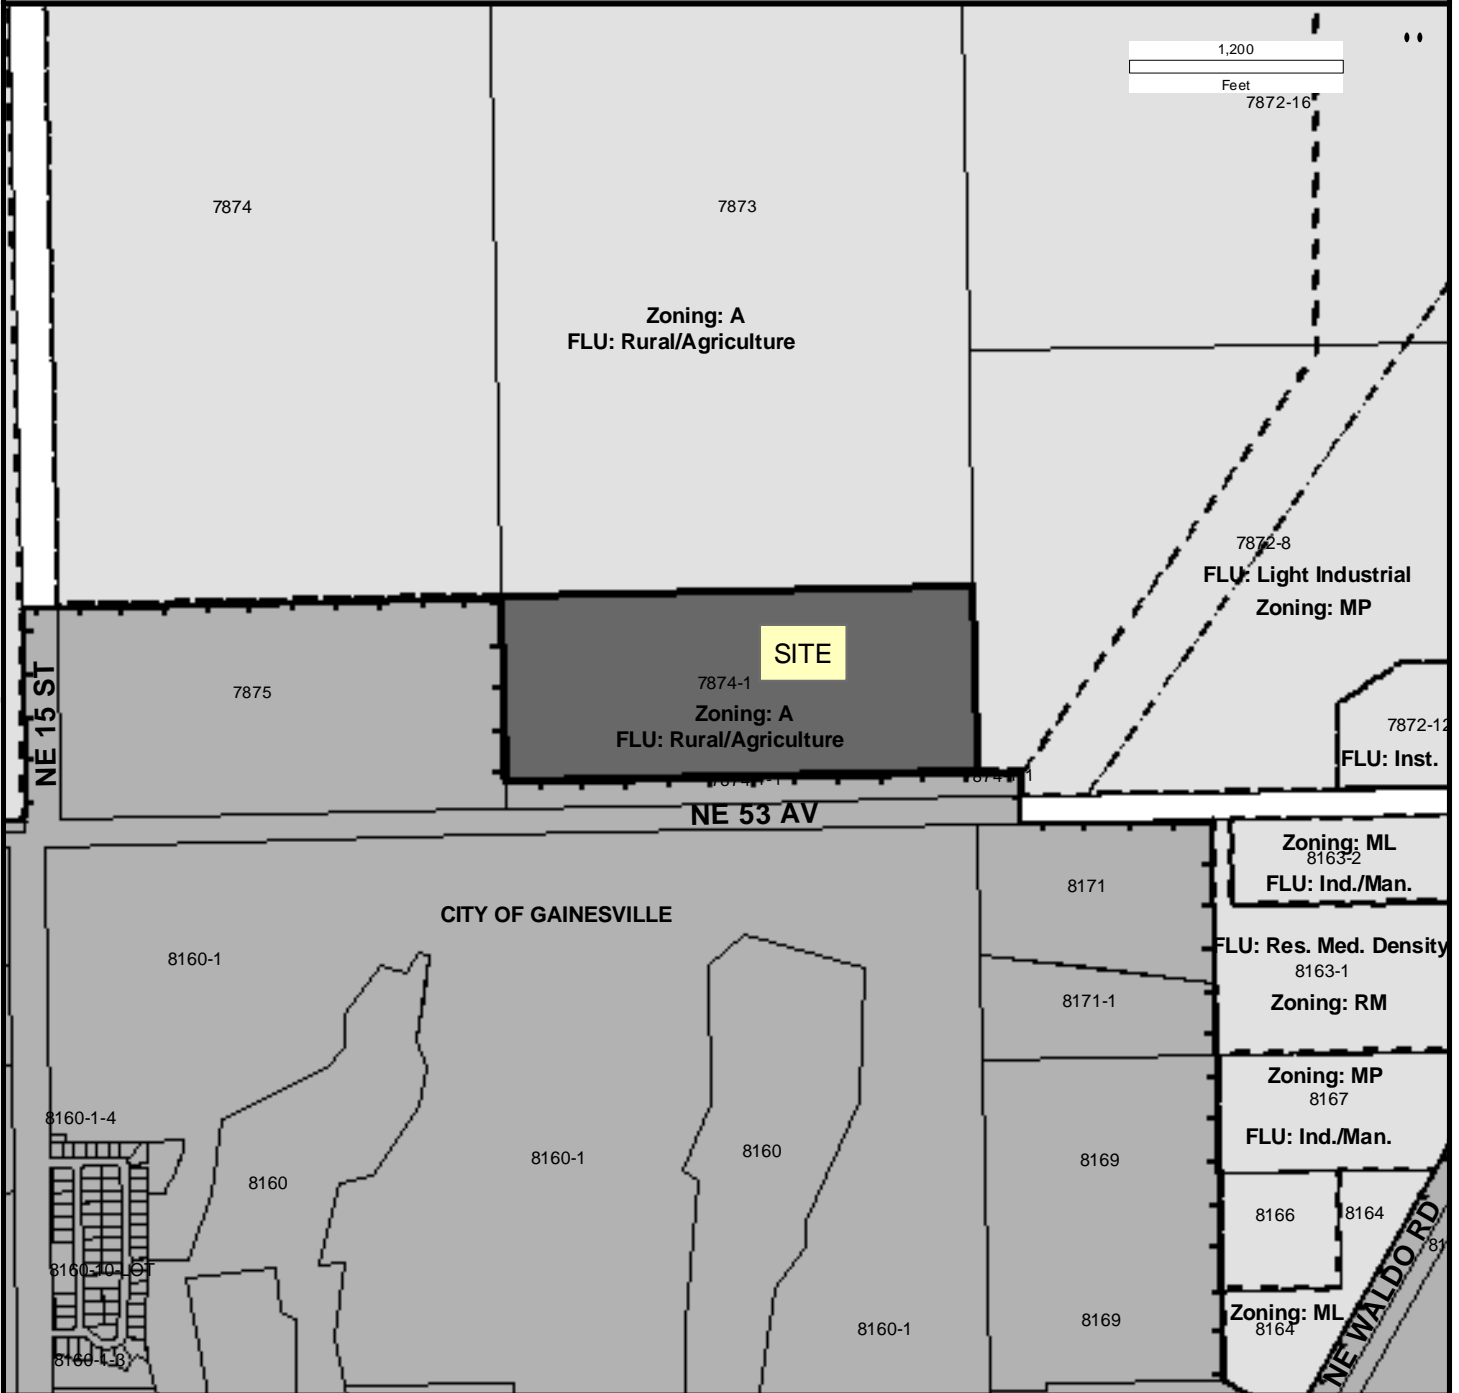 1,200
Feet
7872-16
7874
7873
Zoning: A
FLU: Rural/Agriculture
7872-8
FLU: Light Industrial
Zoning: MP
SITE
7874-1
Zoning: A
FLU: Rural/Agriculture
7875
NE 15 ST
7872-12
FLU: Inst.
NE 53 AV
Zoning: ML
8163-2
FLU: Ind./Man.
8171
CITY OF GAINESVILLE
FLU: Res. Med. Density
8160-1
8163-1
8171-1
Zoning: RM
Zoning: MP
8167
8160-1-4
FLU: Ind./Man.
8160-1
8160
8169
8160
8166
8164
NE WALDO RD
8160-10-LOT
Zoning: ML
8169
8160-1
8164
8160-1-3